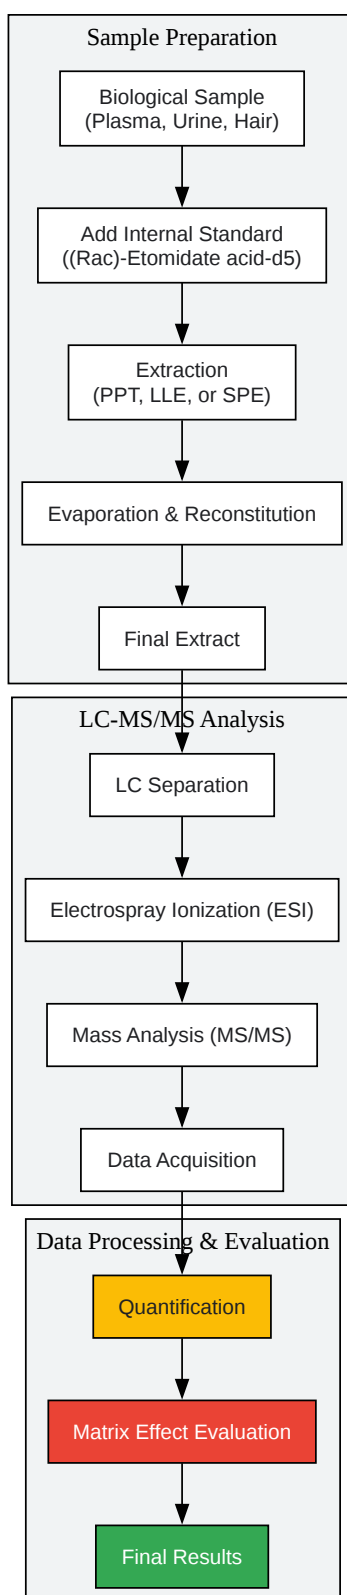 Sample Preparation
Biological Sample
(Plasma, Urine, Hair)
Add Internal Standard
((Rac)-Etomidate acid-d5)
Extraction
(PPT, LLE, or SPE)
Evaporation & Reconstitution
Final Extract
LC-MS/MS Analysis
LC Separation
Electrospray Ionization (ESI)
Mass Analysis (MS/MS)
Data Acquisition
Data Processing & Evaluation
Quantification
Matrix Effect Evaluation
Final Results